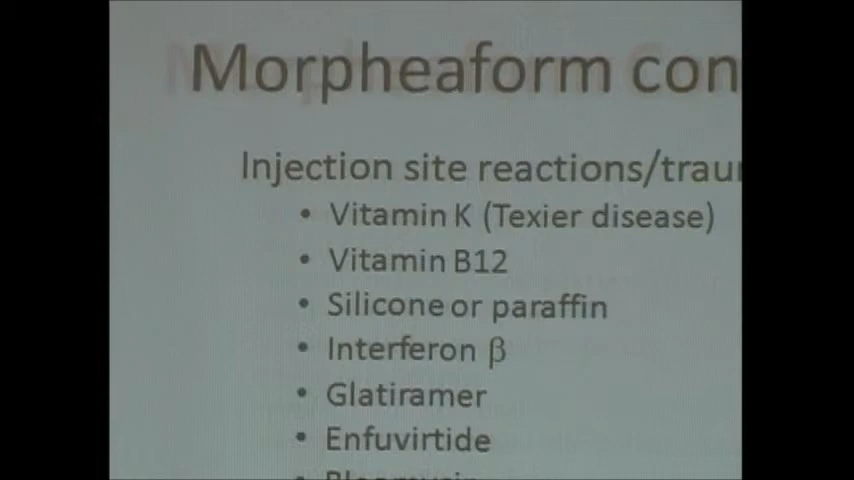 Morpheaform con
Injection site reactions/trau
• Vitamin K (Texier disease)
• Vitamin B12
• Silicone or paraffin
• Interferon β
• Glatiramer
• Enfuvirtide